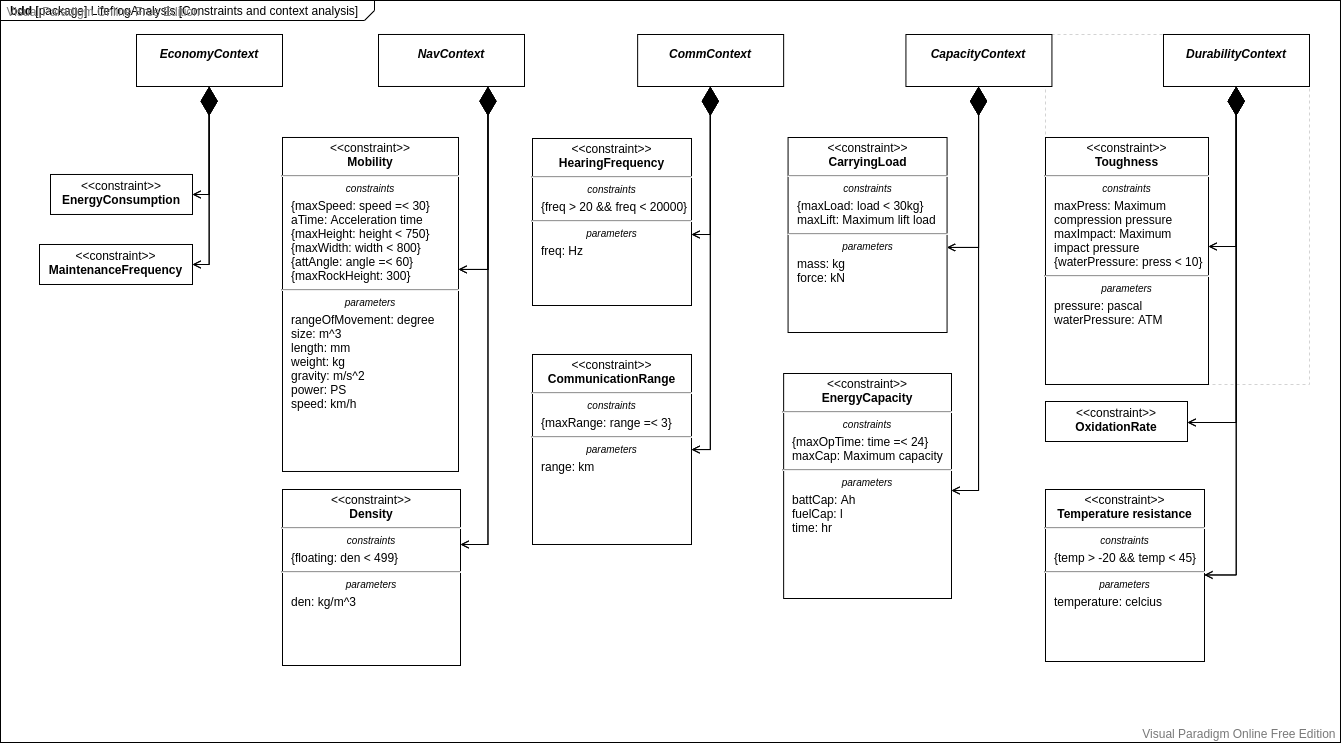 bdd [package] LifefrogAnalysis [Constraints and context analysis]
Visual Paradigm Online Free Edition
EconomyContext
<<constraint>>
EnergyConsumption
<<constraint>>
MaintenanceFrequency
NavContext
<<constraint>>
Mobility
constraints
{maxSpeed: speed =< 30}
aTime: Acceleration time
{maxHeight: height < 750}
{maxWidth: width < 800}
{attAngle: angle =< 60}
{maxRockHeight: 300}
parameters
rangeOfMovement: degree
size: m^3
length: mm
weight: kg
gravity: m/s^2
power: PS
speed: km/h
<<constraint>>
Density
constraints
{floating: den < 499}
parameters
den: kg/m^3
CommContext
<<constraint>>
HearingFrequency
constraints
{freq > 20 && freq < 20000}
parameters
freq: Hz
<<constraint>>
CommunicationRange
constraints
{maxRange: range =< 3}
parameters
range: km
CapacityContext
<<constraint>>
CarryingLoad
constraints
{maxLoad: load < 30kg}
maxLift: Maximum lift load
parameters
mass: kg
force: kN
<<constraint>>
EnergyCapacity
constraints
{maxOpTime: time =< 24}
maxCap: Maximum capacity
parameters
battCap: Ah
fuelCap: l
time: hr
DurabilityContext
<<constraint>>
Toughness
constraints
maxPress: Maximum
compression pressure
maxImpact: Maximum
impact pressure
{waterPressure: press < 10}
parameters
pressure: pascal
waterPressure: ATM
<<constraint>>
OxidationRate
<<constraint>>
Temperature resistance
constraints
{temp > -20 && temp < 45}
parameters
temperature: celcius
Visual Paradigm Online Free Edition